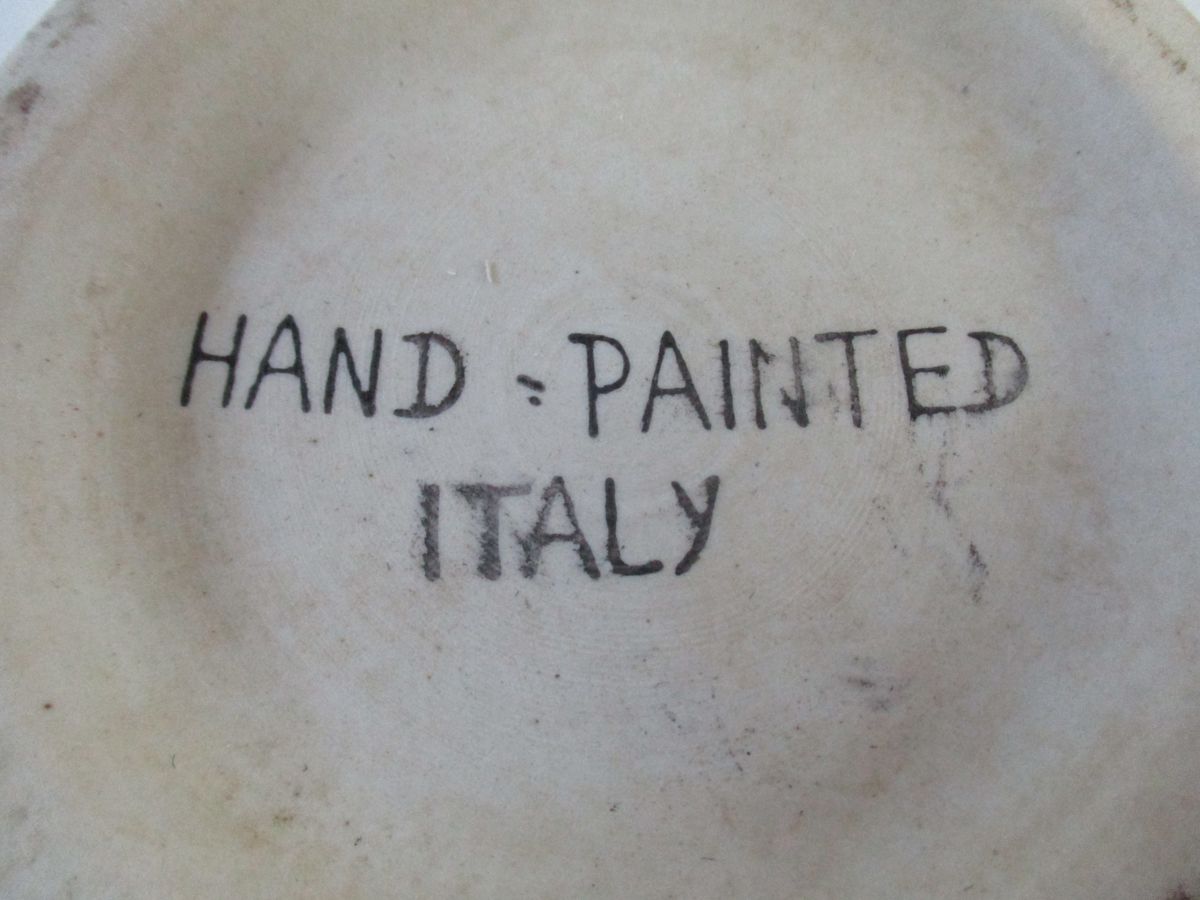 HAND = PAINTED
ITALY